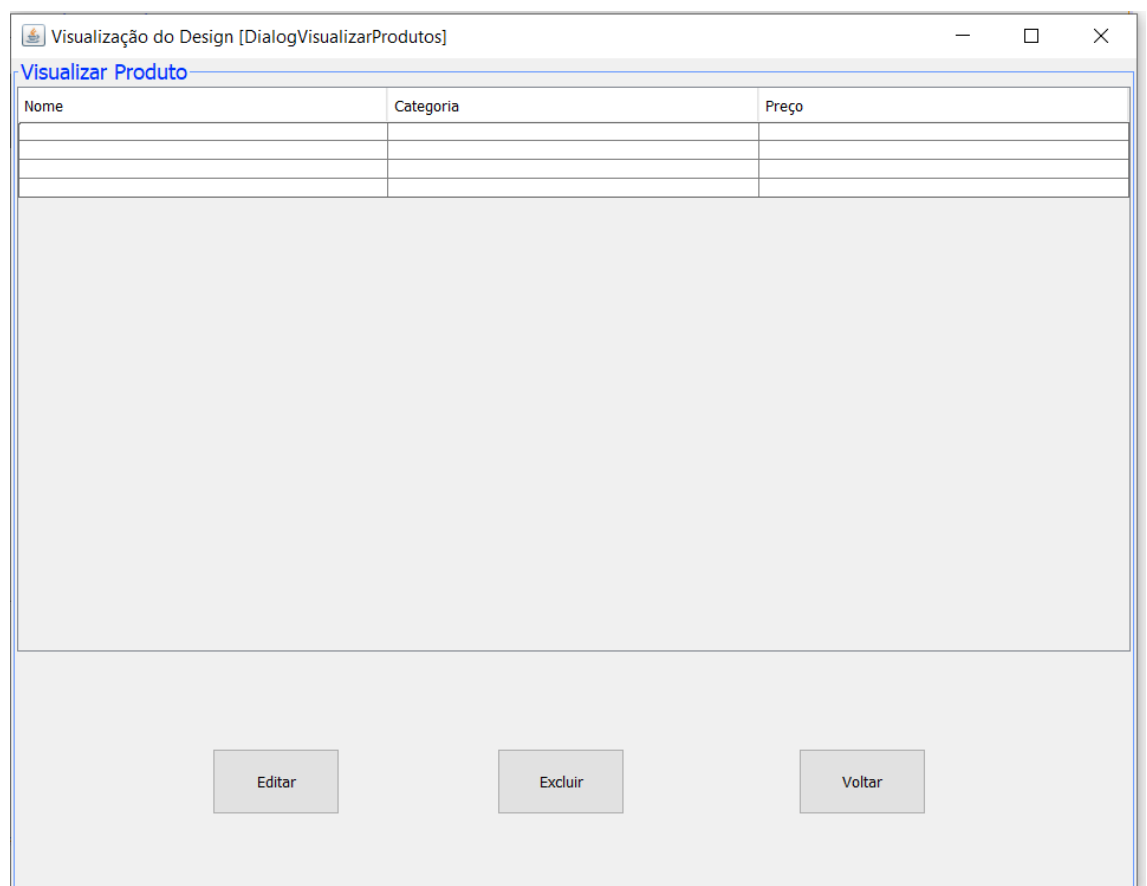 Visualização do Design [DialogVisualizarProdutos]
Visualizar Produto
Nome Categoria Preço
Editar Excluir Voltar